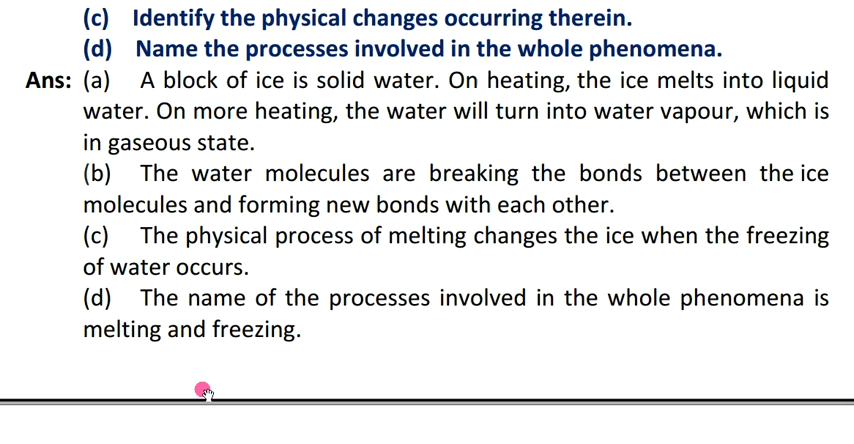 (c) Identify the physical changes occurring therein.
(d) Name the processes involved in the whole phenomena.
Ans: (a) A block of ice is solid water. On heating, the ice melts into liquid
water. On more heating, the water will turn into water vapour, which is
in gaseous state.
(b) The water molecules are breaking the bonds between the ice
molecules and forming new bonds with each other.
(c) The physical process of melting changes the ice when the freezing
of water occurs.
(d) The name of the processes involved in the whole phenomena is
melting and freezing.